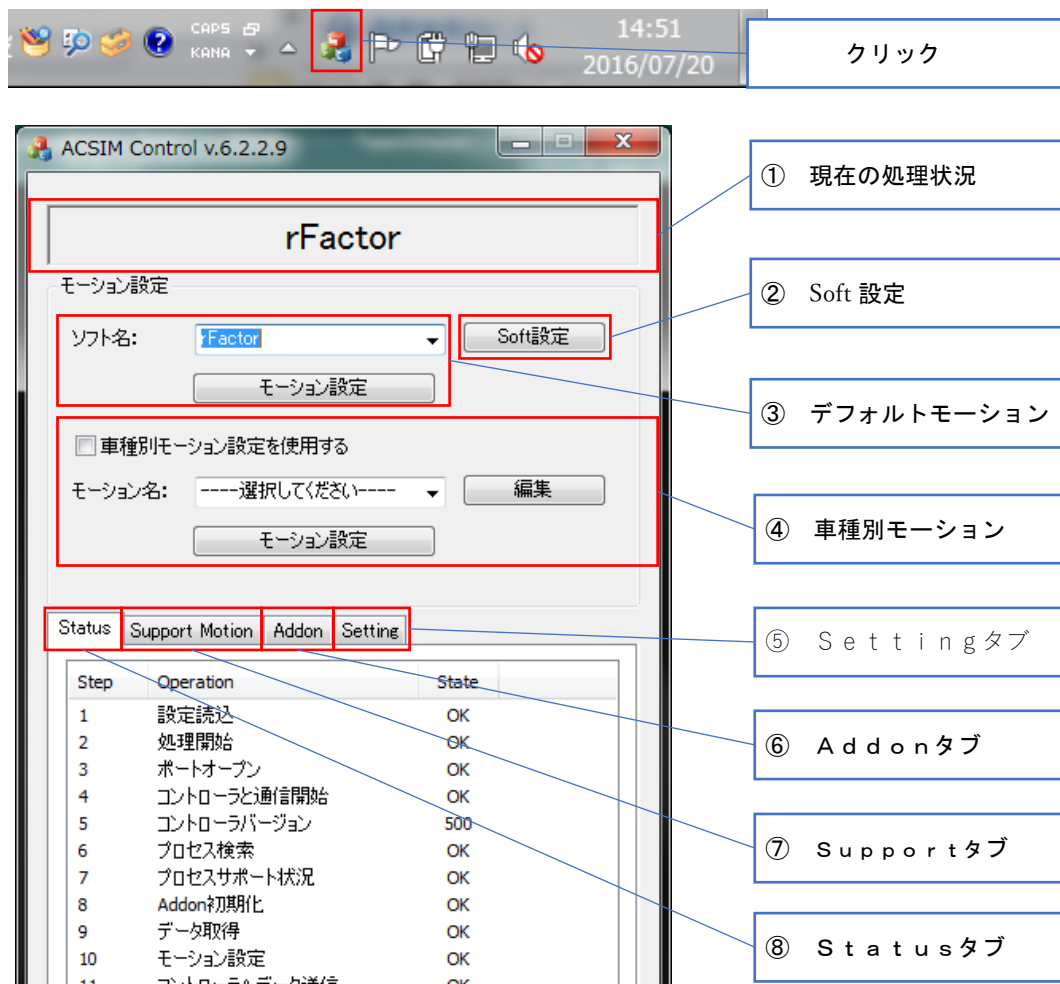 CAPS
KANA
14:51
2016/07/20
クリック
ACSIM Control v.6.2.2.9
① 現在の処理状況
rFactor
モーション設定
② Soft 設定
ソフト名:
rFactor
Soft設定
モーション設定
③ デフォルトモーション
車種別モーション設定を使用する
モーション名:
----選択してください----
編集
モーション設定
④ 車種別モーション
Status
Support Motion
Addon
Setting
⑤ Ｓｅｔｔｉｎｇタブ
Step Operation State
1 設定読込 OK
2 処理開始 OK
3 ポートオープン OK
4 コントローラと通信開始 OK
5 コントローラバージョン 500
6 プロセス検索 OK
7 プロセスサポート状況 OK
8 Addon初期化 OK
9 データ取得 OK
10 モーション設定 OK
⑥ Ａｄｄｏｎタブ
⑦ Ｓｕｐｐｏｒｔタブ
⑧ Ｓｔａｔｕｓタブ